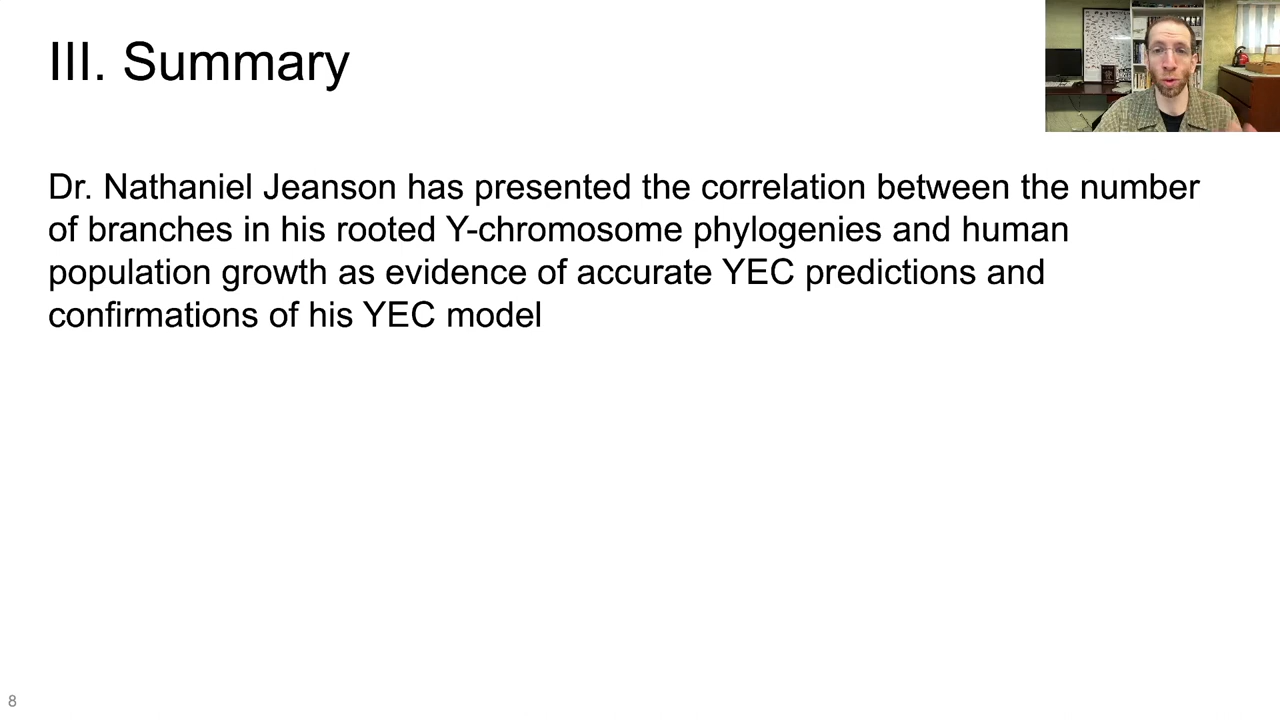 III. Summary
Dr. Nathaniel Jeanson has presented the correlation between the number
of branches in his rooted Y-chromosome phylogenies and human
population growth as evidence of accurate YEC predictions and
confirmations of his YEC model
8